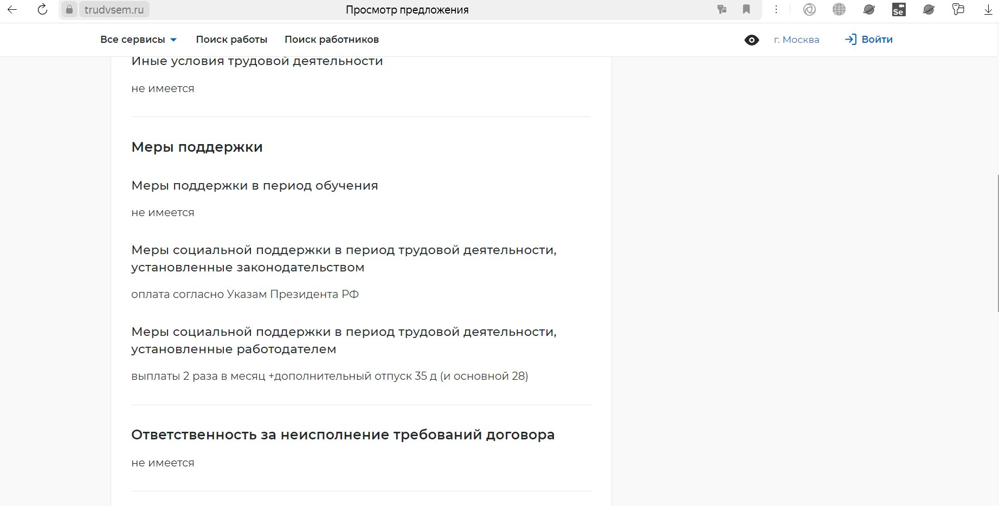 trudvsem.ru
Просмотр предложения
Se
Все сервисы
Поиск работы
Поиск работников
г. Москва
Войти
Иные условия трудовой деятельности
не имеется
Меры поддержки
Меры поддержки в период обучения
не имеется
Меры социальной поддержки в период трудовой деятельности,
установленные законодательством
оплата согласно Указам Президента РФ
Меры социальной поддержки в период трудовой деятельности,
установленные работодателем
выплаты 2 раза в месяц +дополнительный отпуск 35 д (и основной 28)
Ответственность за неисполнение требований договора
не имеется